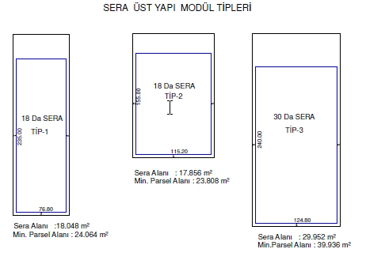 SERA ÜST YAPI MODÜL TİPLERİ
18 Da SERA
TİP-1
235.00
76.80
Sera Alanı :18.048 m²
Min. Parsel Alanı : 24.064 m²
18 Da SERA
TİP-2
155.00
115.20
Sera Alanı : 17.856 m²
Min. Parsel Alanı : 23.808 m²
30 Da SERA
TİP-3
240.00
124.80
Sera Alanı : 29.952 m²
Min.Parsel Alanı : 39.936 m²